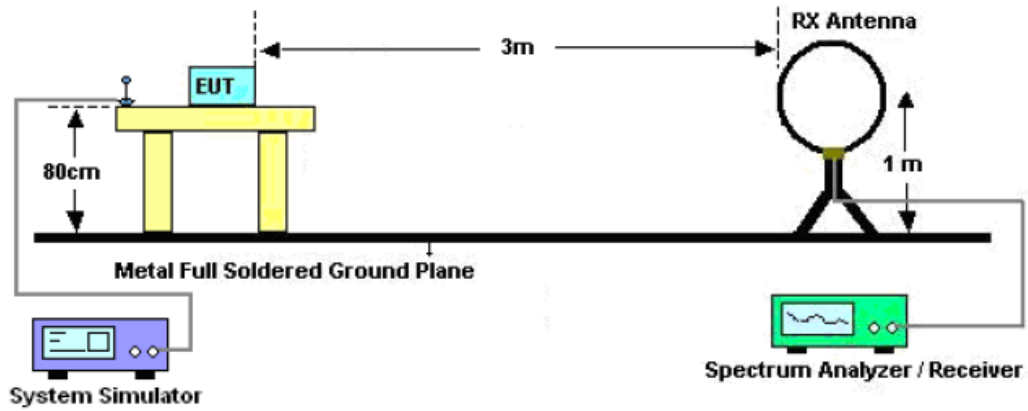 RX Antenna
3m
EUT
80cm
1 m
Metal Full Soldered Ground Plane
System Simulator
Spectrum Analyzer / Receiver